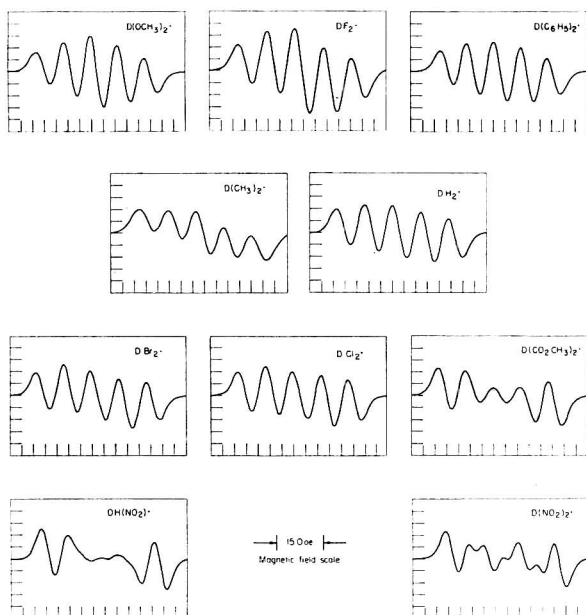 D(OCH₃)₂⁻
DF₂⁻
D(C₆H₅)₂⁻
D(CH₃)₂⁻
DH₂⁻
DBr₂⁻
DCl₂⁻
D(CO₂CH₃)₂⁻
DH(NO₂)⁻
15.0 oe
Magnetic field scale
D(NO₂)₂⁻